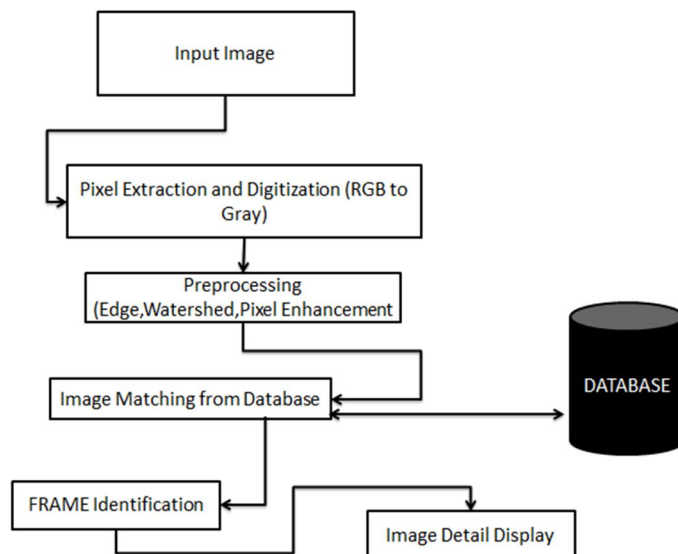 Input Image
Pixel Extraction and Digitization (RGB to
Gray)
Preprocessing
(Edge,Watershed,Pixel Enhancement
Image Matching from Database
DATABASE
FRAME Identification
Image Detail Display